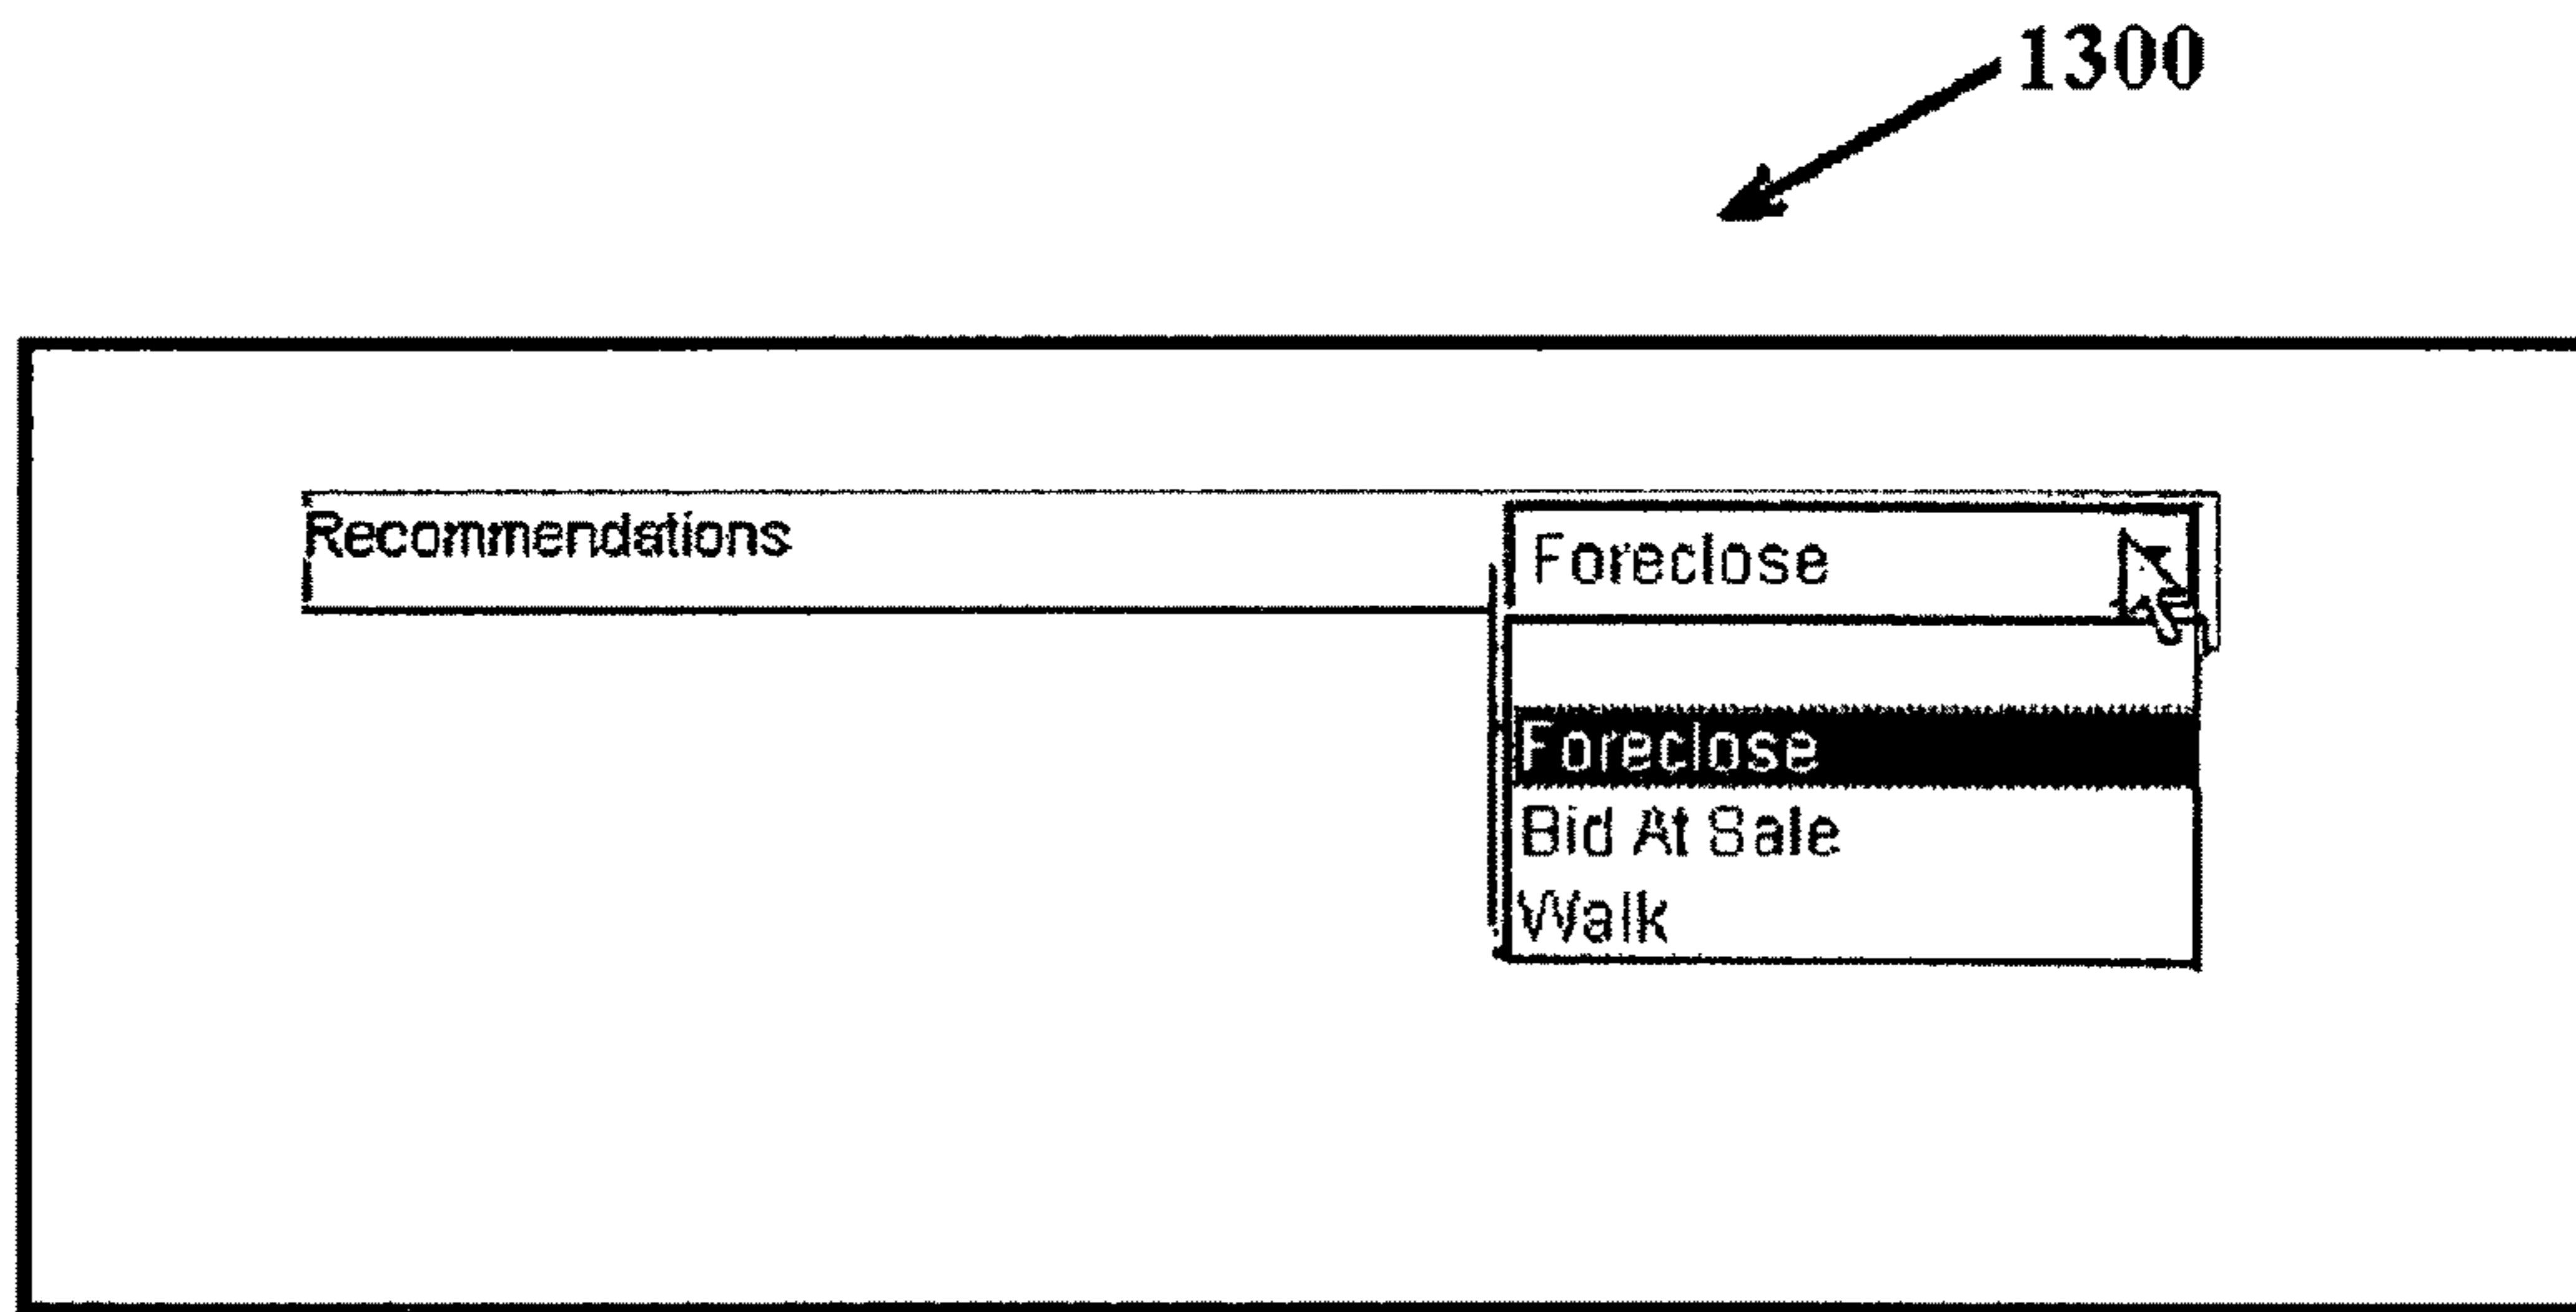 1300
Recommendations
Foreclose
Foreclose
Bid At Sale
Walk